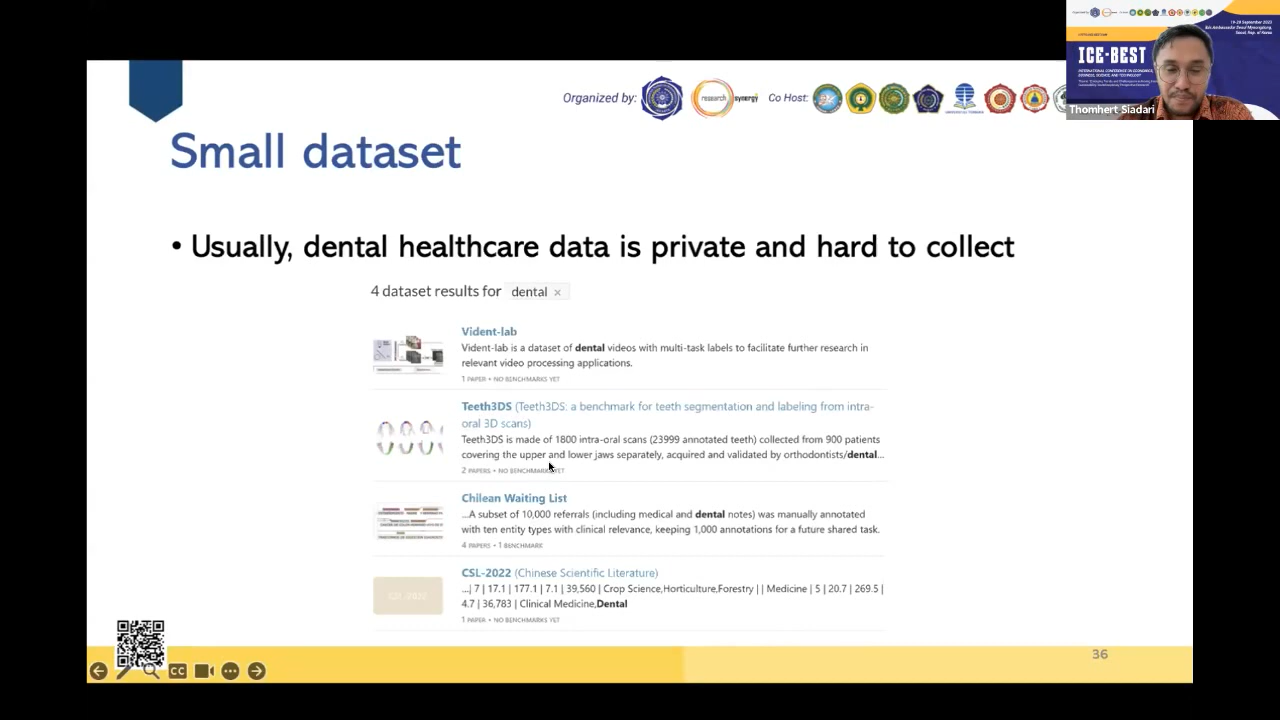 Organized by:
research synergy
Co Host:
ICE-BEST
Thomhert Siadari
Small dataset
• Usually, dental healthcare data is private and hard to collect
4 dataset results for dental ×
Vident-lab
Vident-lab is a dataset of dental videos with multi-task labels to facilitate further research in
relevant video processing applications.
1 PAPER • NO BENCHMARKS YET
Teeth3DS (Teeth3DS: a benchmark for teeth segmentation and labeling from intra-
oral 3D scans)
Teeth3DS is made of 1800 intra-oral scans (23999 annotated teeth) collected from 900 patients
covering the upper and lower jaws separately, acquired and validated by orthodontists/dental...
2 PAPERS • NO BENCHMARKS YET
Chilean Waiting List
...A subset of 10,000 referrals (including medical and dental notes) was manually annotated
with ten entity types with clinical relevance, keeping 1,000 annotations for a future shared task.
4 PAPERS • 1 BENCHMARK
CSL-2022 (Chinese Scientific Literature)
...| 7 | 17.1 | 177.1 | 7.1 | 39,560 | Crop Science,Horticulture,Forestry | | Medicine | 5 | 20.7 | 269.5 |
4.7 | 36,783 | Clinical Medicine,Dental
1 PAPER • NO BENCHMARKS YET
CSL-2022
CC
36